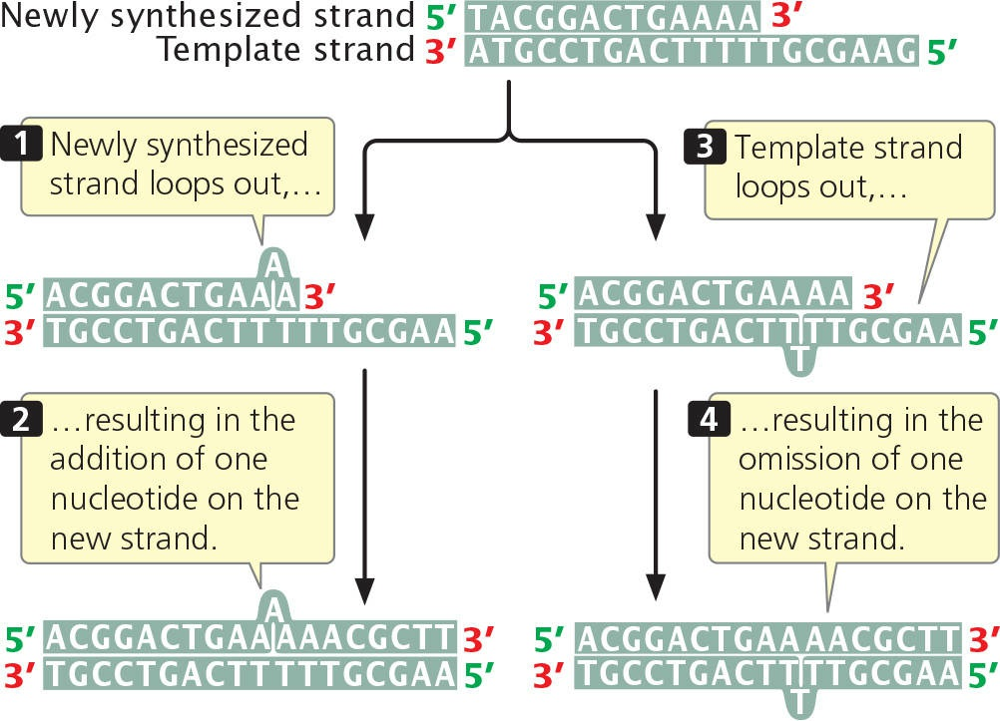 Newly synthesized strand 5′ TACGGACTGAAAA 3′
Template strand 3′ ATGCCTGACTTTTTGCGAAG 5′
1 Newly synthesized
strand loops out,…
3 Template strand
loops out,…
A
5′ ACGGACTGAAA 3′
3′ TGCCTGACTTTTTGCGAA 5′
5′ ACGGACTGAAAA 3′
3′ TGCCTGACTTTTGCGAA 5′
T
2 …resulting in the
addition of one
nucleotide on the
new strand.
4 …resulting in the
omission of one
nucleotide on the
new strand.
A
5′ ACGGACTGAAAAACGCTT 3′
3′ TGCCTGACTTTTTGCGAA 5′
5′ ACGGACTGAAAACGCTT 3′
3′ TGCCTGACTTTTGCGAA 5′
T